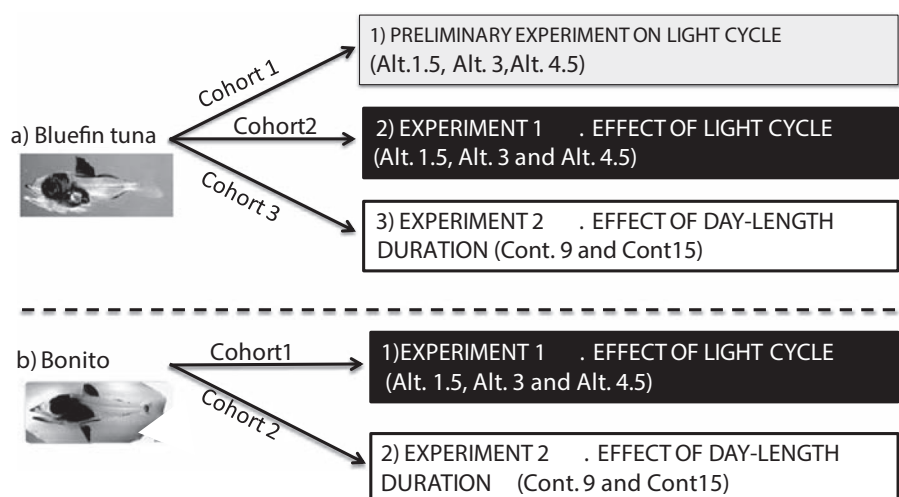 Cohort 1
1) PRELIMINARY EXPERIMENT ON LIGHT CYCLE
(Alt.1.5, Alt. 3,Alt. 4.5)
a) Bluefin tuna
Cohort2
2) EXPERIMENT 1 . EFFECT OF LIGHT CYCLE
(Alt. 1.5, Alt. 3 and Alt. 4.5)
Cohort 3
3) EXPERIMENT 2 . EFFECT OF DAY-LENGTH
DURATION (Cont. 9 and Cont15)
b) Bonito
Cohort1
1)EXPERIMENT 1 . EFFECT OF LIGHT CYCLE
(Alt. 1.5, Alt. 3 and Alt. 4.5)
Cohort 2
2) EXPERIMENT 2 . EFFECT OF DAY-LENGTH
DURATION (Cont. 9 and Cont15)